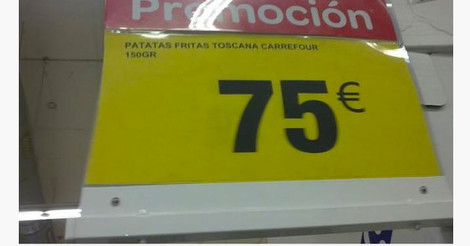 Promoción
PATATAS FRITAS TOSCANA CARREFOUR
150GR
75€